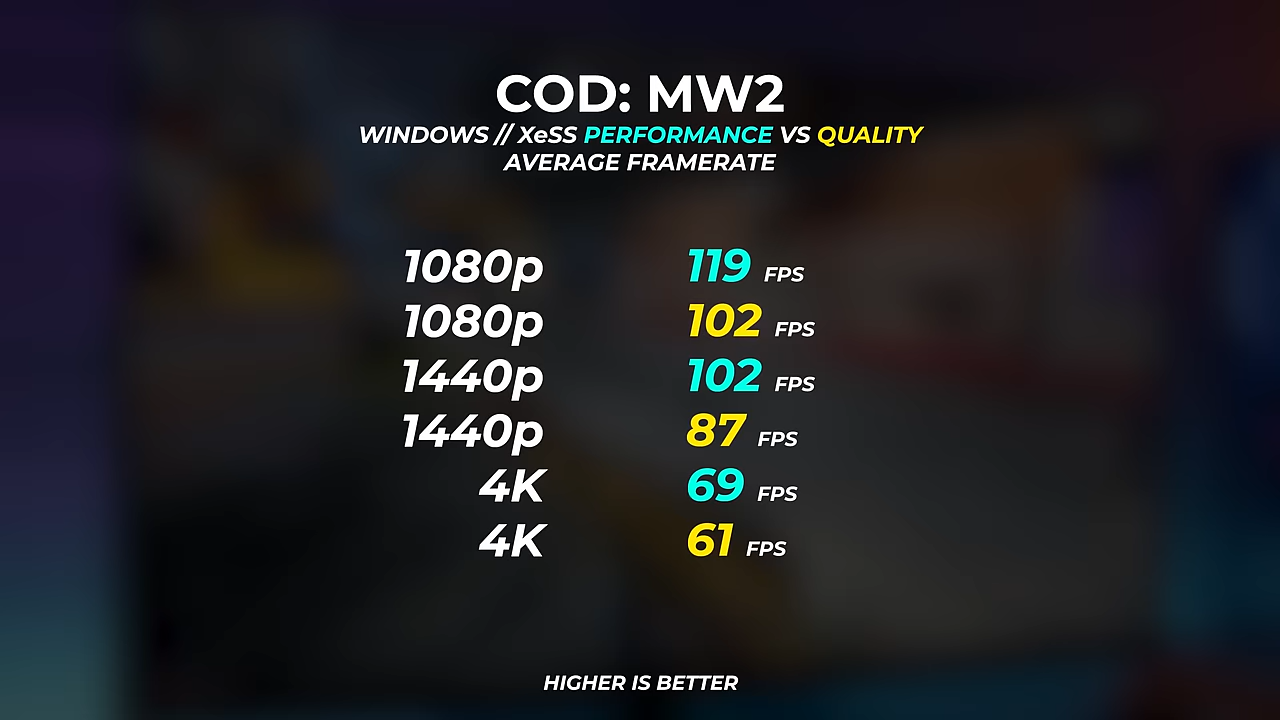 COD: MW2
WINDOWS // XeSS PERFORMANCE VS QUALITY
AVERAGE FRAMERATE
1080p 119 FPS
1080p 102 FPS
1440p 102 FPS
1440p 87 FPS
4K 69 FPS
4K 61 FPS
HIGHER IS BETTER